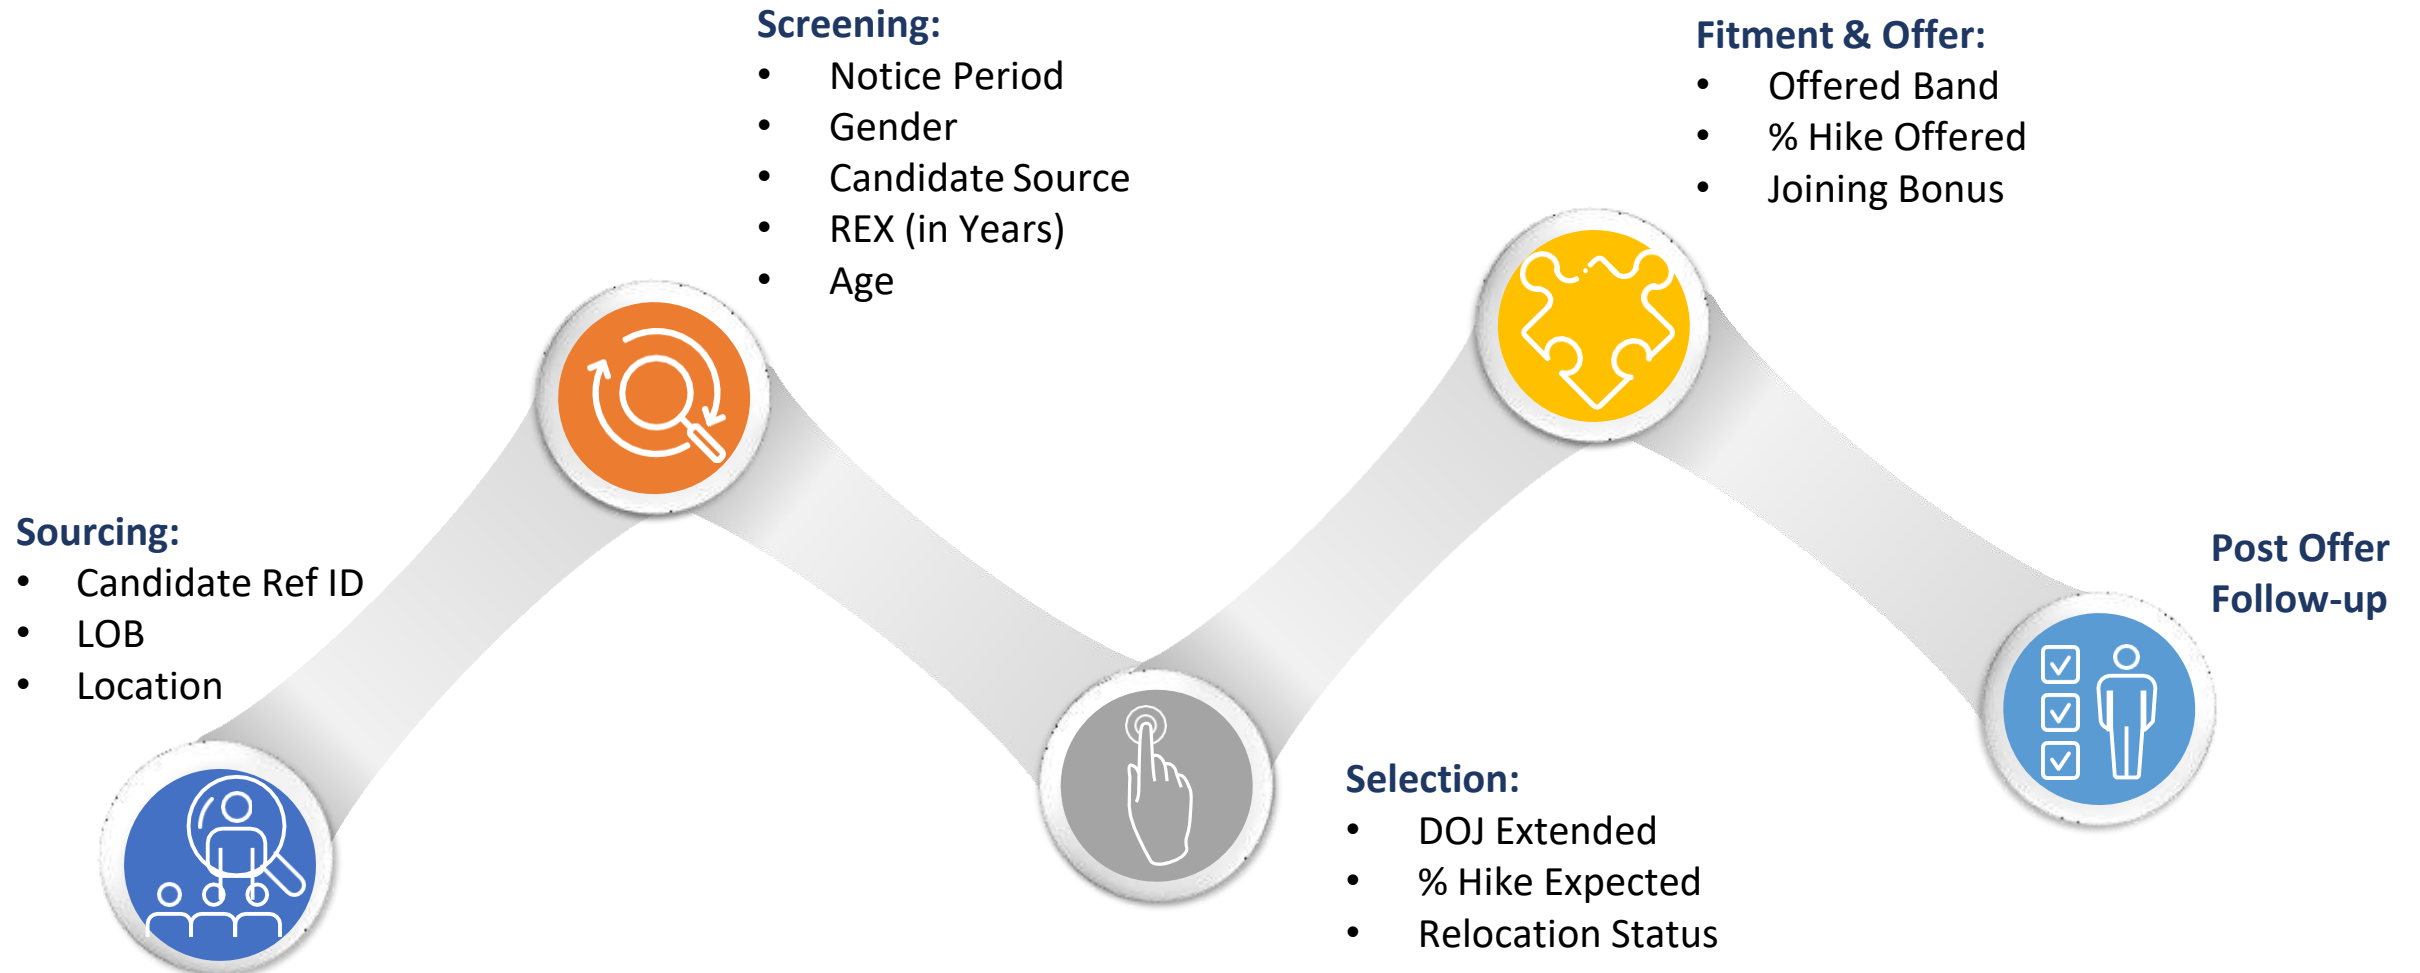 Sourcing:
• Candidate Ref ID
• LOB
• Location
Screening:
• Notice Period
• Gender
• Candidate Source
• REX (in Years)
• Age
Selection:
• DOJ Extended
• % Hike Expected
• Relocation Status
Fitment & Offer:
• Offered Band
• % Hike Offered
• Joining Bonus
Post Offer
Follow-up